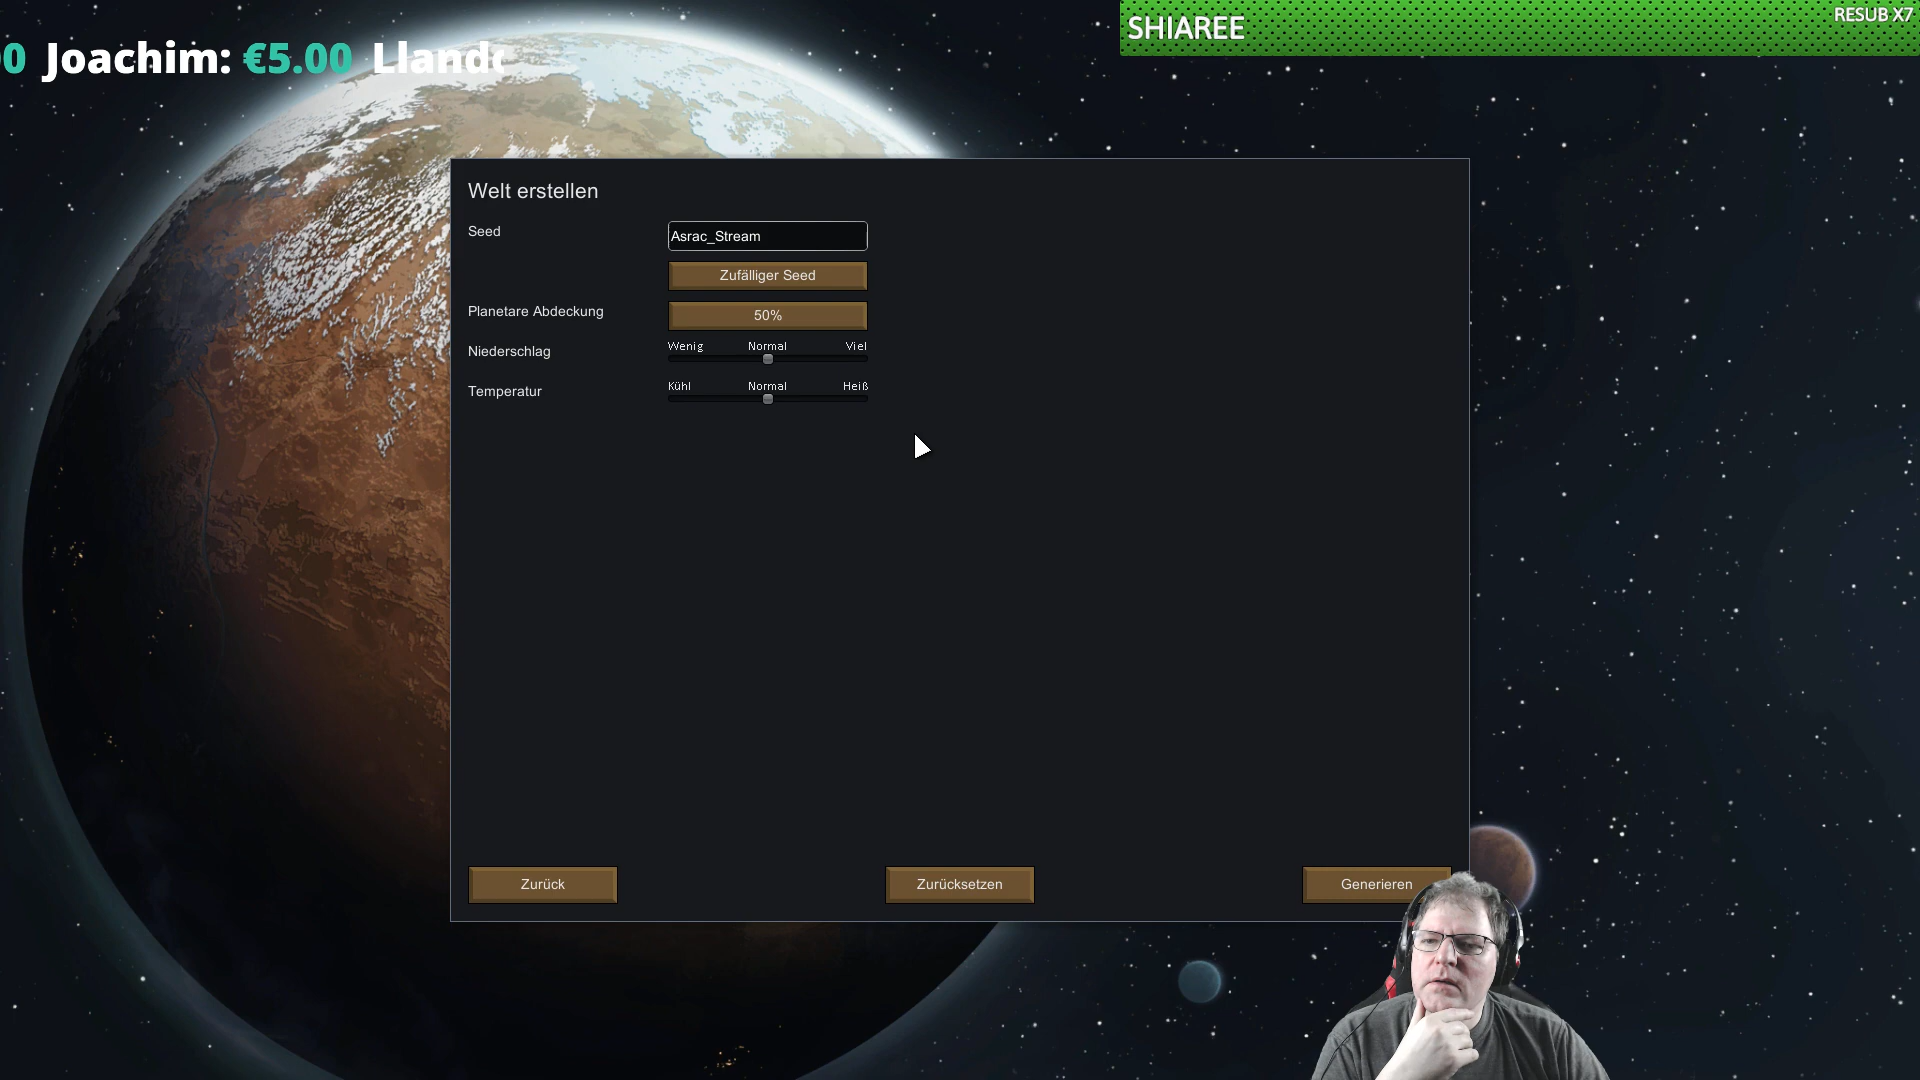 Joachim: €5.00
SHIAREE
RESUB X7
Welt erstellen
Seed
Asrac_Stream
Zufälliger Seed
Planetare Abdeckung
50%
Niederschlag
Wenig Normal Viel
Temperatur
Kühl Normal Heiß
Zurück
Zurücksetzen
Generieren